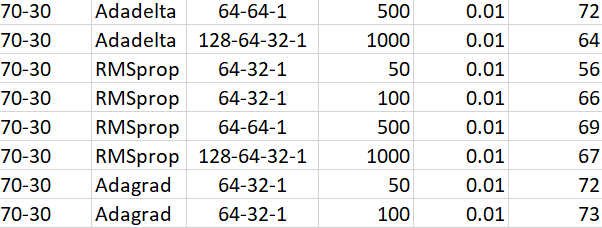 70-30 Adadelta 64-64-1 500 0.01 72
70-30 Adadelta 128-64-32-1 1000 0.01 64
70-30 RMSprop 64-32-1 50 0.01 56
70-30 RMSprop 64-32-1 100 0.01 66
70-30 RMSprop 64-64-1 500 0.01 69
70-30 RMSprop 128-64-32-1 1000 0.01 67
70-30 Adagrad 64-32-1 50 0.01 72
70-30 Adagrad 64-32-1 100 0.01 73